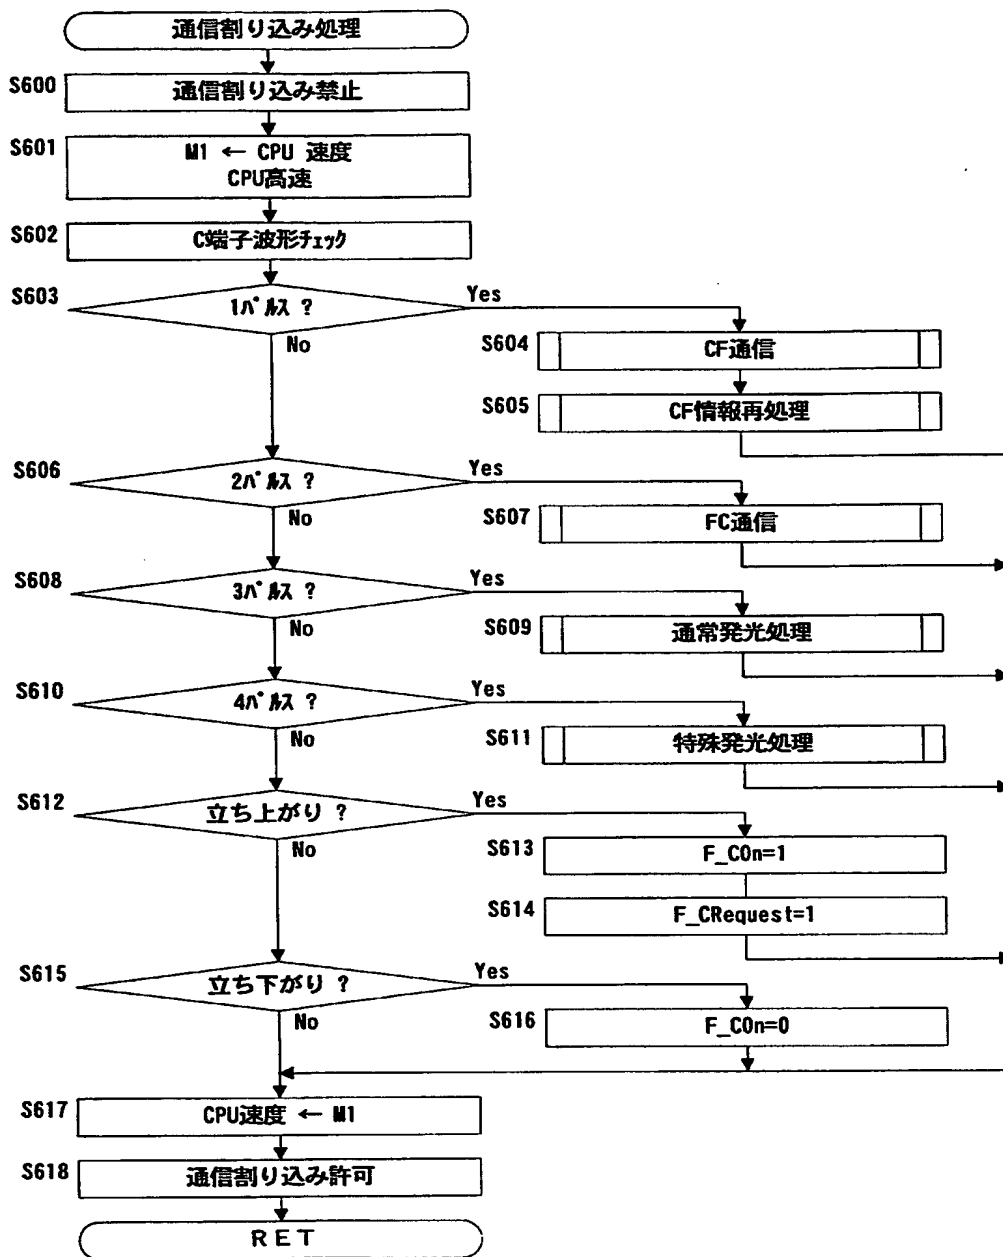 通信割り込み処理
S600
通信割り込み禁止
S601
M1 ← CPU 速度
CPU高速
S602
C端子波形ﾁｪｯｸ
S603
1ﾊﾟﾙｽ ?
Yes
No
S604
CF通信
S605
CF情報再処理
S606
2ﾊﾟﾙｽ ?
Yes
No
S607
FC通信
S608
3ﾊﾟﾙｽ ?
Yes
No
S609
通常発光処理
S610
4ﾊﾟﾙｽ ?
Yes
No
S611
特殊発光処理
S612
立ち上がり ?
Yes
No
S613
F_COn=1
S614
F_CRequest=1
S615
立ち下がり ?
Yes
No
S616
F_COn=0
S617
CPU速度 ← M1
S618
通信割り込み許可
RET